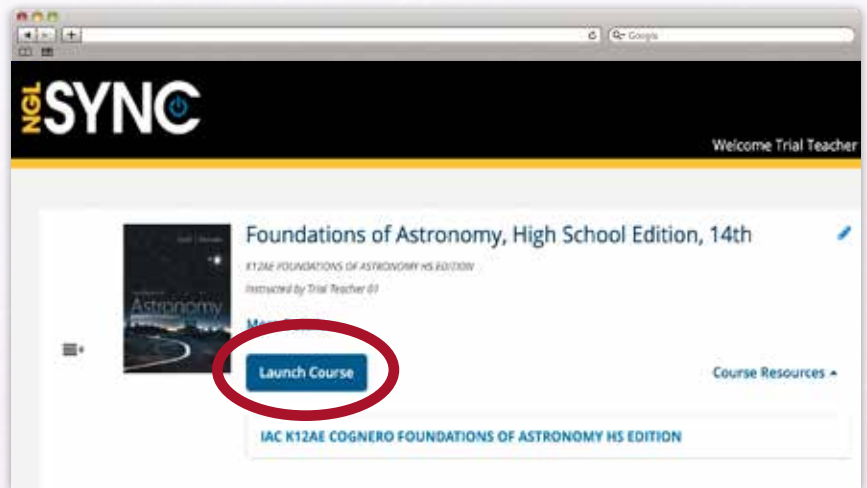 Google
NGL
SYNC
Welcome Trial Teacher
Foundations of Astronomy, High School Edition, 14th
K12AE FOUNDATIONS OF ASTRONOMY HS EDITION
Instructed by Trial Teacher 01
Astronomy
Launch Course
Course Resources
IAC K12AE COGNERO FOUNDATIONS OF ASTRONOMY HS EDITION